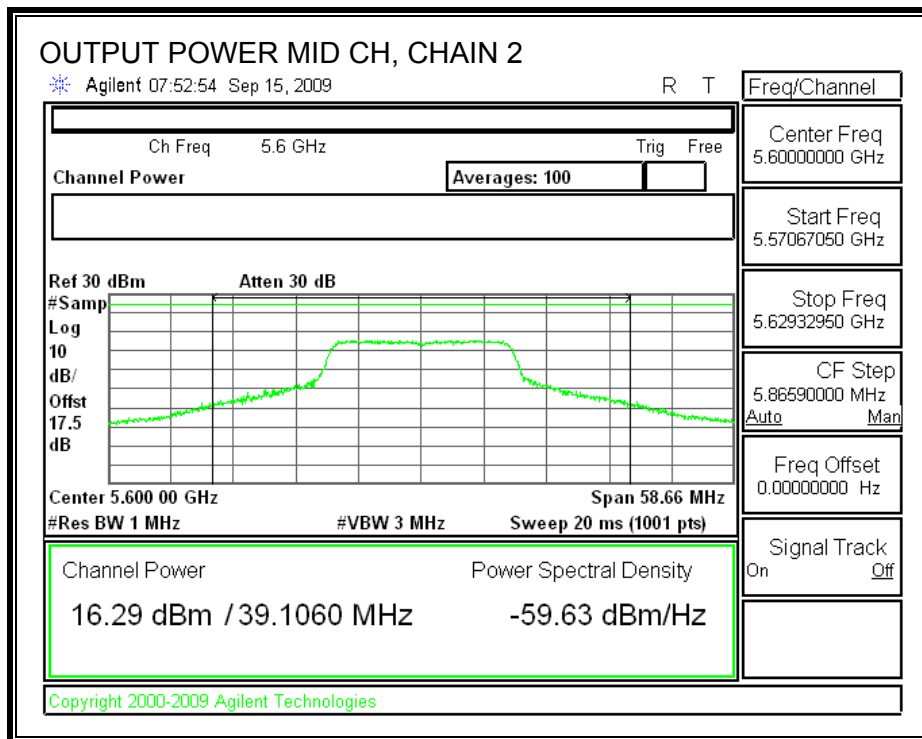 OUTPUT POWER MID CH, CHAIN 2
Agilent 07:52:54 Sep 15, 2009 R T
Freq/Channel
Ch Freq 5.6 GHz Trig Free
Channel Power Averages: 100
Ref 30 dBm Atten 30 dB
#Samp
Log
10
dB/
Offst
17.5
dB
Center 5.600 00 GHz Span 58.66 MHz
#Res BW 1 MHz #VBW 3 MHz Sweep 20 ms (1001 pts)
Channel Power Power Spectral Density
16.29 dBm / 39.1060 MHz -59.63 dBm/Hz
Center Freq
5.60000000 GHz
Start Freq
5.57067050 GHz
Stop Freq
5.62932950 GHz
CF Step
5.86590000 MHz
Auto Man
Freq Offset
0.00000000 Hz
Signal Track
On Off
Copyright 2000-2009 Agilent Technologies